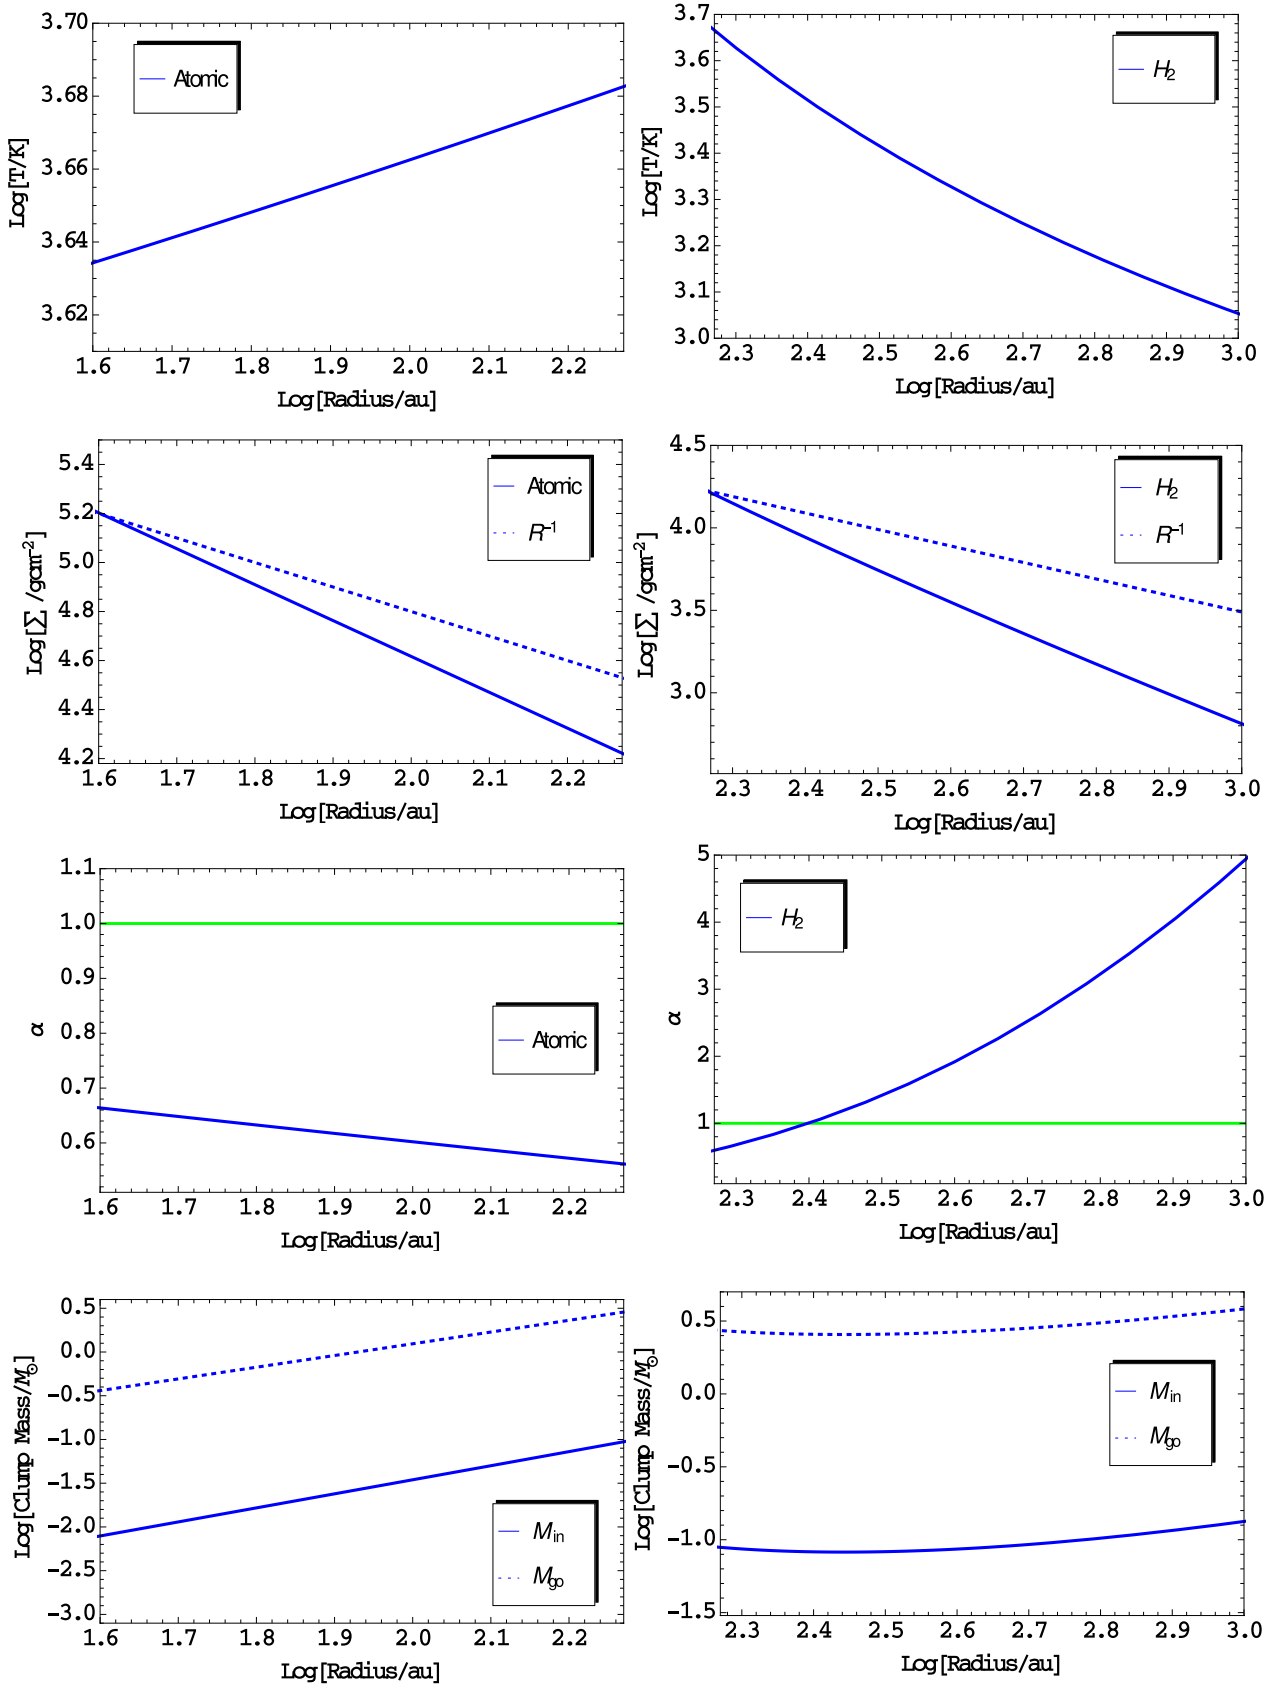 3.70
3.68
3.66
3.64
3.62
Log[T/K]
Atomic
1.6 1.7 1.8 1.9 2.0 2.1 2.2
Log[Radius/au]
3.7
3.6
3.5
3.4
3.3
3.2
3.1
3.0
Log[T/K]
H2
2.3 2.4 2.5 2.6 2.7 2.8 2.9 3.0
Log[Radius/au]
5.4
5.2
5.0
4.8
4.6
4.4
4.2
Log[∑ /gcm⁻²]
Atomic
R⁻¹
1.6 1.7 1.8 1.9 2.0 2.1 2.2
Log[Radius/au]
4.5
4.0
3.5
3.0
Log[∑ /gcm⁻²]
H2
R⁻¹
2.3 2.4 2.5 2.6 2.7 2.8 2.9 3.0
Log[Radius/au]
1.1
1.0
0.9
0.8
0.7
0.6
α
Atomic
1.6 1.7 1.8 1.9 2.0 2.1 2.2
Log[Radius/au]
5
4
3
2
1
α
H2
2.3 2.4 2.5 2.6 2.7 2.8 2.9 3.0
Log[Radius/au]
0.5
0.0
-0.5
-1.0
-1.5
-2.0
-2.5
-3.0
Log[Clump Mass/M⊙]
Min
Mgo
1.6 1.7 1.8 1.9 2.0 2.1 2.2
Log[Radius/au]
0.5
0.0
-0.5
-1.0
-1.5
Log[Clump Mass/M⊙]
Min
Mgo
2.3 2.4 2.5 2.6 2.7 2.8 2.9 3.0
Log[Radius/au]